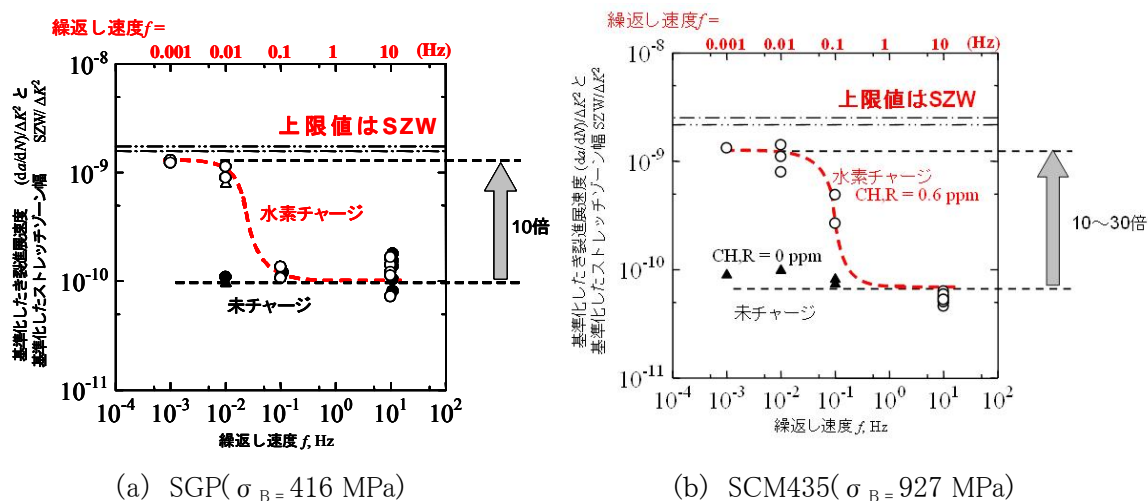 繰返し速度f=
0.001 0.01 0.1 1 10 (Hz)
10⁻⁸
上限値はSZW
10⁻⁹
水素チャージ
10倍
10⁻¹⁰
未チャージ
10⁻¹¹
10⁻⁴ 10⁻³ 10⁻² 10⁻¹ 10⁰ 10¹ 10²
繰返し速度 f, Hz
基準化したき裂進展速度 (da/dN)/ΔK² と
基準化したストレッチゾーン幅 SZW/ΔK²
(a) SGP(σ_B = 416 MPa)
繰返し速度f=
0.001 0.01 0.1 1 10 (Hz)
10⁻⁸
上限値はSZW
10⁻⁹
水素チャージ
CH,R = 0.6 ppm
10～30倍
CH,R = 0 ppm
10⁻¹⁰
未チャージ
10⁻¹¹
10⁻⁴ 10⁻³ 10⁻² 10⁻¹ 10⁰ 10¹ 10²
繰返し速度 f, Hz
基準化したき裂進展速度 (da/dN)/ΔK² と
基準化したストレッチゾーン幅 SZW/ΔK²
(b) SCM435(σ_B = 927 MPa)